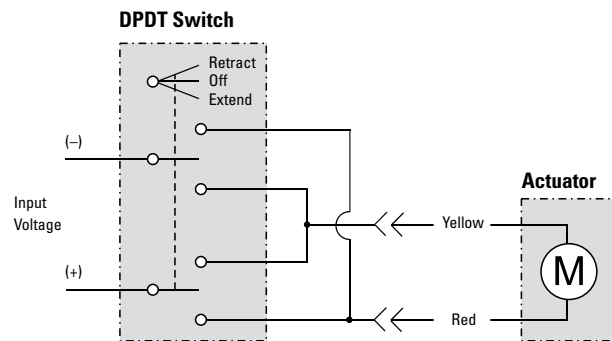 DPDT Switch
Retract
Off
Extend
(–)
Input
Voltage
(+)
Actuator
Yellow
M
Red